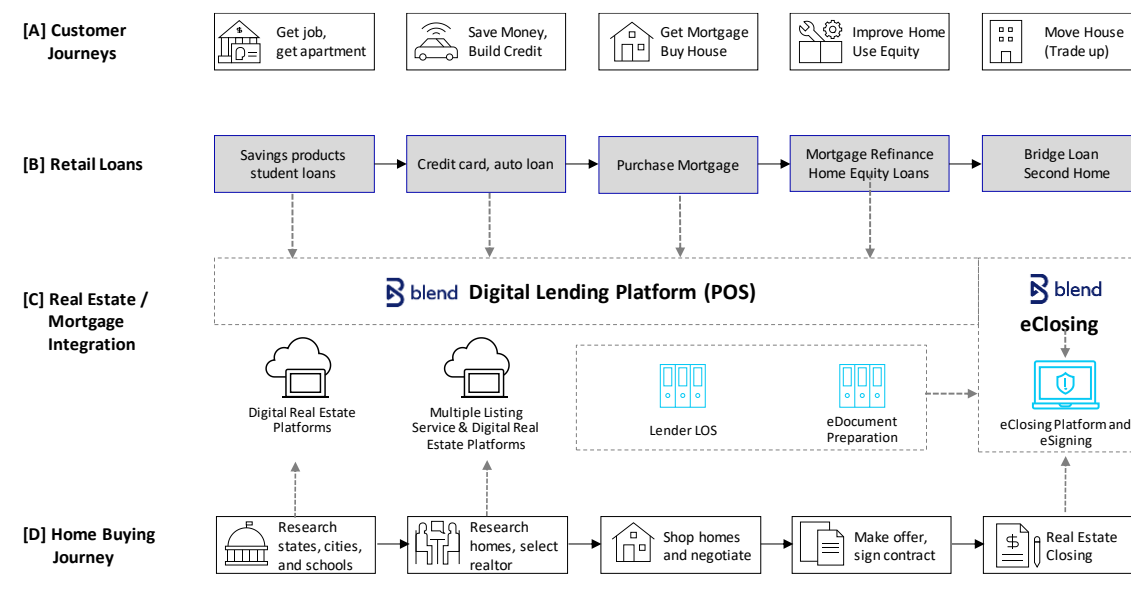 [A] Customer
Journeys
Get job,
get apartment
Save Money,
Build Credit
Get Mortgage
Buy House
Improve Home
Use Equity
Move House
(Trade up)
[B] Retail Loans
Savings products
student loans
Credit card, auto loan
Purchase Mortgage
Mortgage Refinance
Home Equity Loans
Bridge Loan
Second Home
[C] Real Estate /
Mortgage
Integration
blend Digital Lending Platform (POS)
blend
eClosing
Digital Real Estate
Platforms
Multiple Listing
Service & Digital Real
Estate Platforms
Lender LOS
eDocument
Preparation
eClosing Platform and
eSigning
[D] Home Buying
Journey
Research
states, cities,
and schools
Research
homes, select
realtor
Shop homes
and negotiate
Make offer,
sign contract
$
Real Estate
Closing